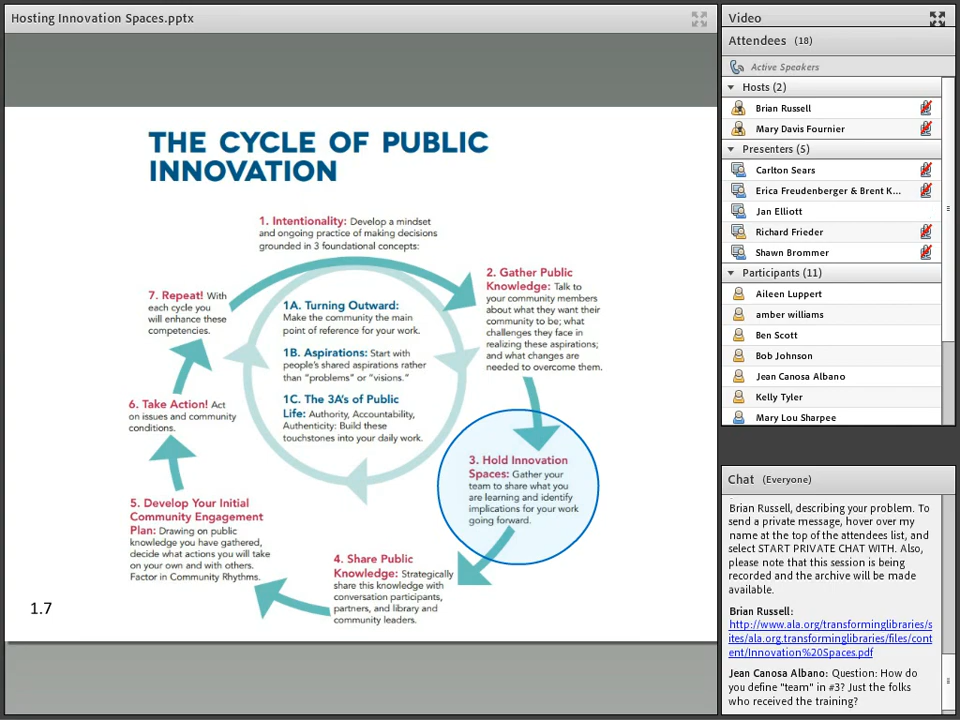 Hosting Innovation Spaces.pptx
THE CYCLE OF PUBLIC
INNOVATION
1. Intentionality: Develop a mindset
and ongoing practice of making decisions
grounded in 3 foundational concepts:
2. Gather Public
Knowledge: Talk to
your community members
about what they want their
community to be; what
challenges they face in
realizing these aspirations;
and what changes are
needed to overcome them.
7. Repeat! With
each cycle you
will enhance these
competencies.
1A. Turning Outward:
Make the community the main
point of reference for your work.
1B. Aspirations: Start with
people's shared aspirations rather
than "problems" or "visions."
1C. The 3A's of Public
Life: Authority, Accountability,
Authenticity: Build these
touchstones into your daily work.
6. Take Action! Act
on issues and community
conditions.
3. Hold Innovation
Spaces: Gather your
team to share what you
are learning and identify
implications for your work
going forward.
5. Develop Your Initial
Community Engagement
Plan: Drawing on public
knowledge you have gathered,
decide what actions you will take
on your own and with others.
Factor in Community Rhythms.
4. Share Public
Knowledge: Strategically
share this knowledge with
conversation participants,
partners, and library and
community leaders.
1.7
Video
Attendees (18)
Active Speakers
Hosts (2)
Brian Russell
Mary Davis Fournier
Presenters (5)
Carlton Sears
Erica Freudenberger & Brent K...
Jan Elliott
Richard Frieder
Shawn Brommer
Participants (11)
Aileen Luppert
amber williams
Ben Scott
Bob Johnson
Jean Canosa Albano
Kelly Tyler
Mary Lou Sharpee
Chat (Everyone)
Brian Russell, describing your problem. To
send a private message, hover over my
name at the top of the attendees list, and
select START PRIVATE CHAT WITH. Also,
please note that this session is being
recorded and the archive will be made
available.
Brian Russell:
http://www.ala.org/transforminglibraries/s
ites/ala.org.transforminglibraries/files/cont
ent/Innovation%20Spaces.pdf
Jean Canosa Albano: Question: How do
you define "team" in #3? Just the folks
who received the training?